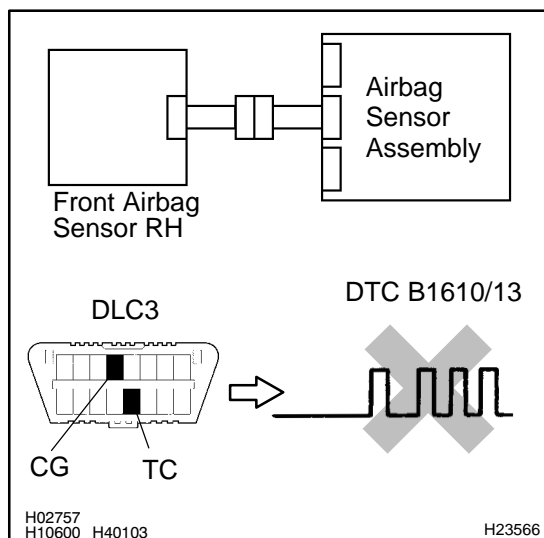 Airbag
Sensor
Assembly
Front Airbag
Sensor RH
DTC B1610/13
DLC3
CG
TC
H02757
H10600 H40103
H23566